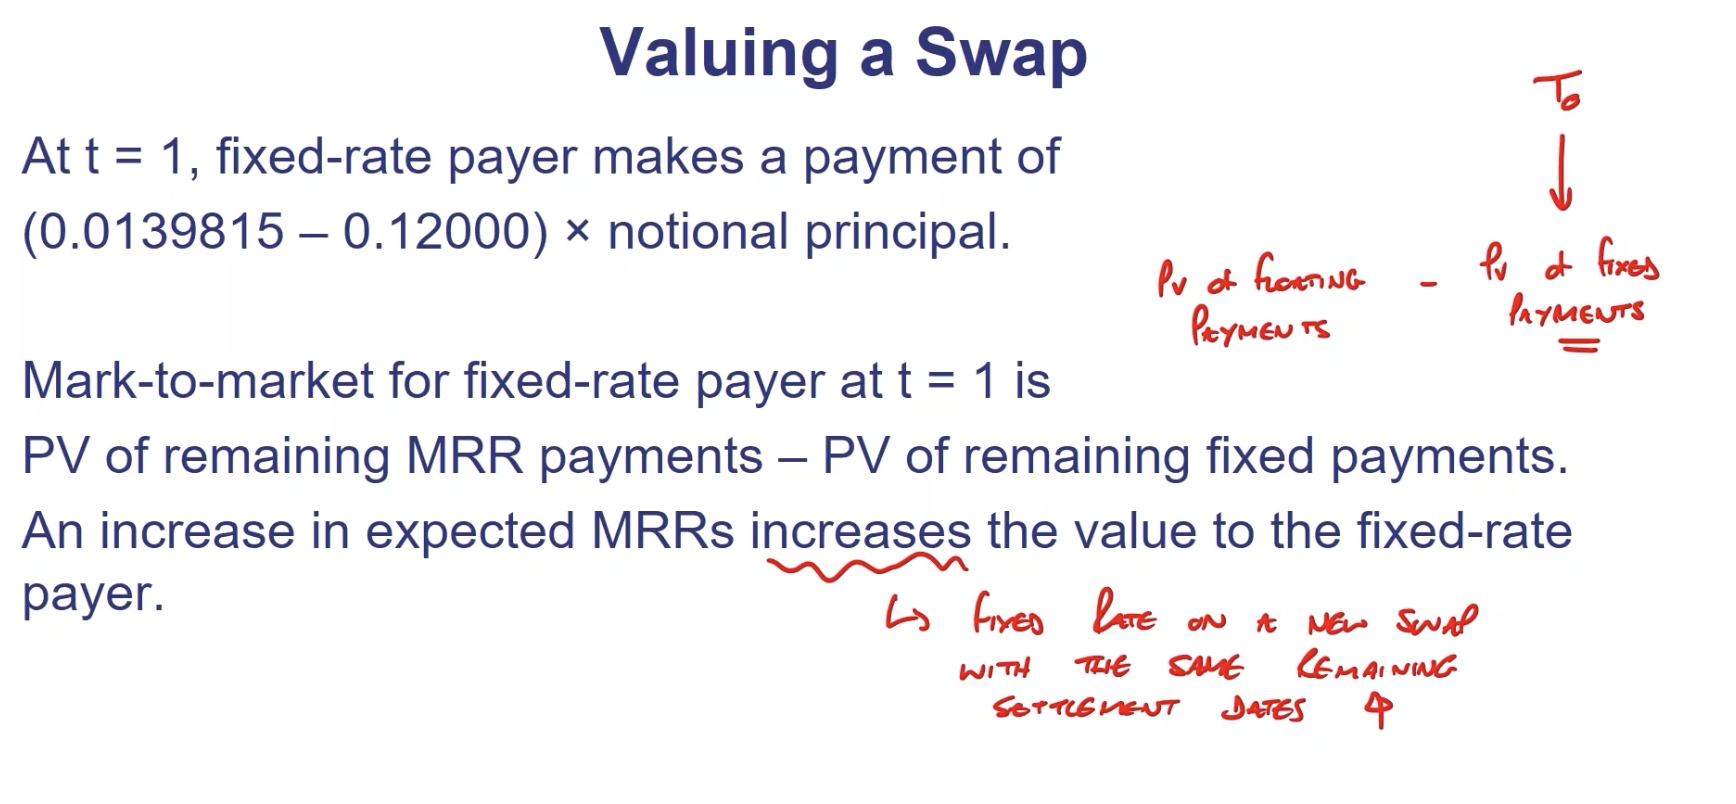 Valuing a Swap
T₀
At t = 1, fixed-rate payer makes a payment of
(0.0139815 – 0.12000) × notional principal.
PV of FLOATING PAYMENTS - PV of FIXED PAYMENTS
Mark-to-market for fixed-rate payer at t = 1 is
PV of remaining MRR payments – PV of remaining fixed payments.
An increase in expected MRRs increases the value to the fixed-rate
payer.
↳ FIXED RATE ON A NEW SWAP
WITH THE SAME REMAINING
SETTLEMENT DATES ↑